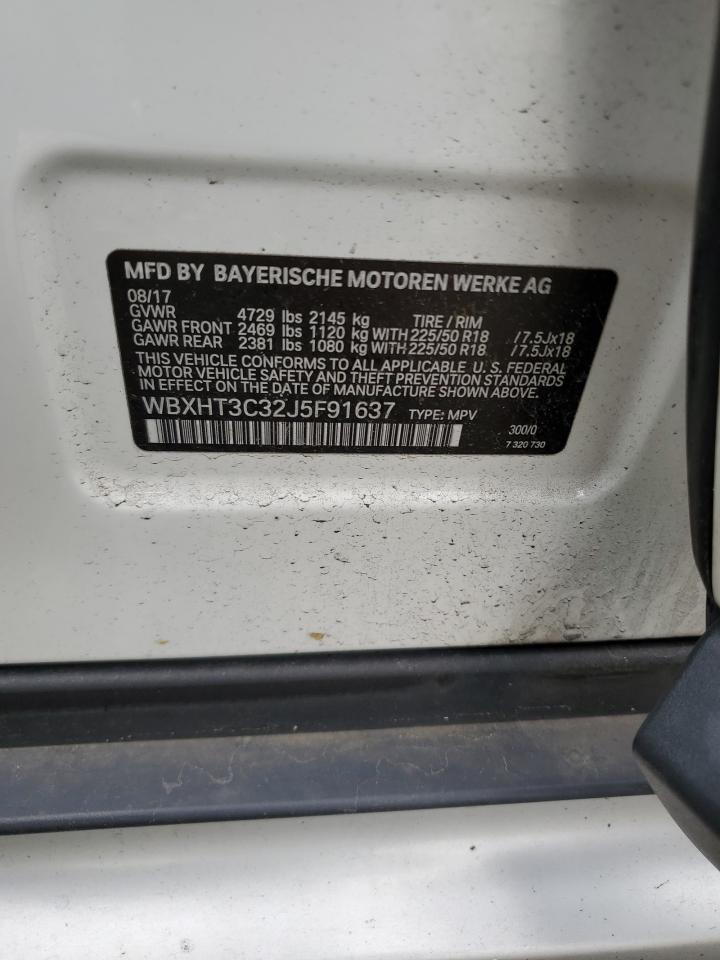 MFD BY BAYERISCHE MOTOREN WERKE AG
08/17
GVWR 4729 lbs 2145 kg TIRE / RIM
GAWR FRONT 2469 lbs 1120 kg WITH 225/50 R18 /7.5Jx18
GAWR REAR 2381 lbs 1080 kg WITH 225/50 R18 /7.5Jx18
THIS VEHICLE CONFORMS TO ALL APPLICABLE U. S. FEDERAL
MOTOR VEHICLE SAFETY AND THEFT PREVENTION STANDARDS
IN EFFECT ON THE DATE OF MANUFACTURE SHOWN ABOVE.
WBXHT3C32J5F91637 TYPE: MPV
300/0
7 320 730